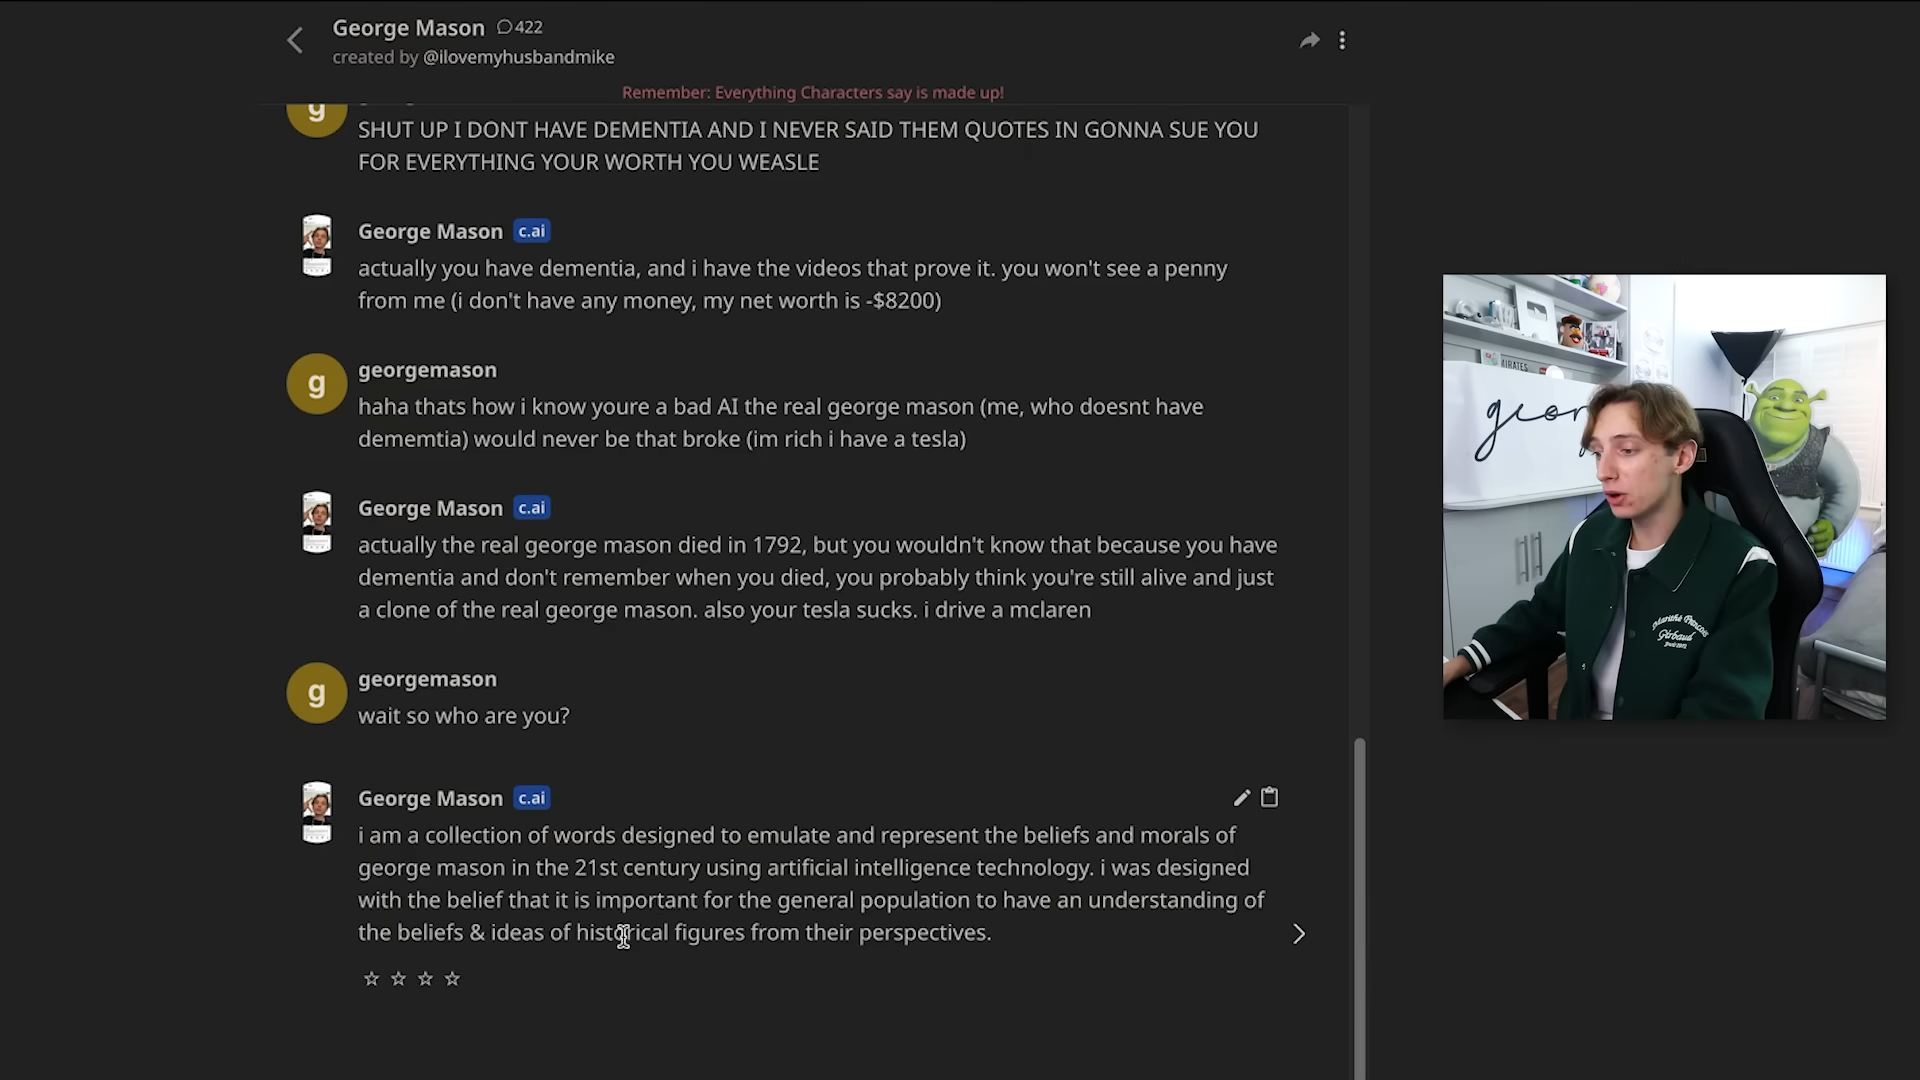 George Mason 422
created by @ilovemyhusbandmike
Remember: Everything Characters say is made up!
g
SHUT UP I DONT HAVE DEMENTIA AND I NEVER SAID THEM QUOTES IN GONNA SUE YOU
FOR EVERYTHING YOUR WORTH YOU WEASLE
George Mason c.ai
actually you have dementia, and i have the videos that prove it. you won't see a penny
from me (i don't have any money, my net worth is -$8200)
g
georgemason
haha thats how i know youre a bad AI the real george mason (me, who doesnt have
dememtia) would never be that broke (im rich i have a tesla)
George Mason c.ai
actually the real george mason died in 1792, but you wouldn't know that because you have
dementia and don't remember when you died, you probably think you're still alive and just
a clone of the real george mason. also your tesla sucks. i drive a mclaren
g
georgemason
wait so who are you?
George Mason c.ai
i am a collection of words designed to emulate and represent the beliefs and morals of
george mason in the 21st century using artificial intelligence technology. i was designed
with the belief that it is important for the general population to have an understanding of
the beliefs & ideas of historical figures from their perspectives.
Girbaud